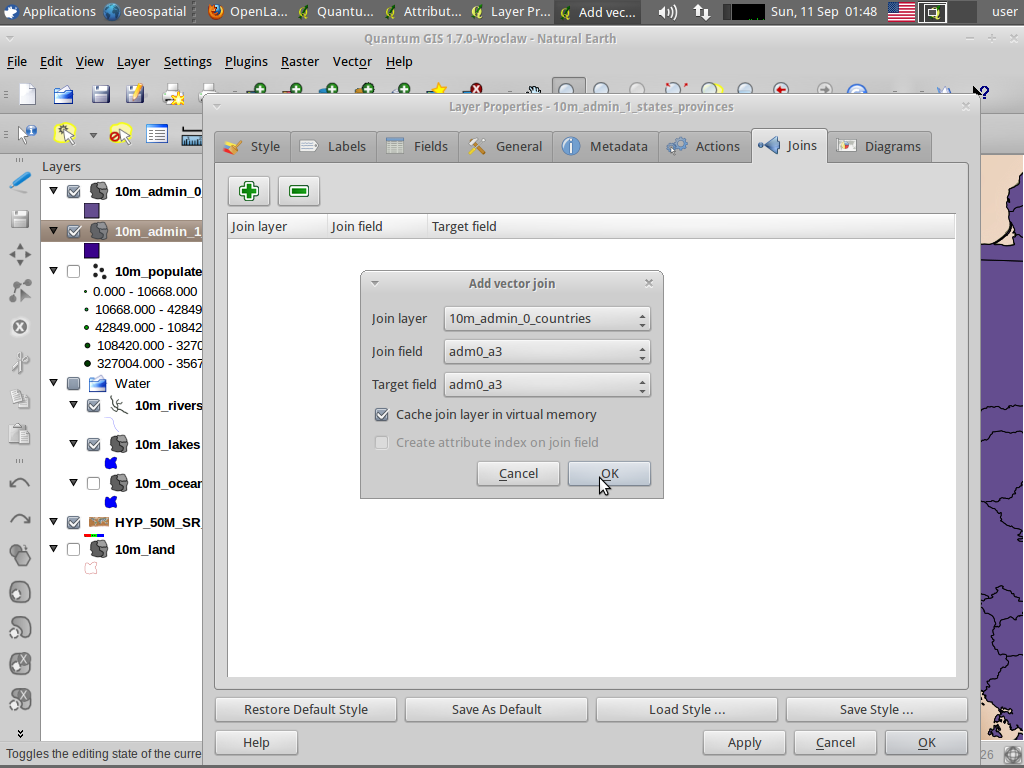 Applications Geospatial OpenLa... Quantu... Attribut... Layer Pr... Add vec... Sun, 11 Sep 01:48 user
Quantum GIS 1.7.0-Wroclaw - Natural Earth
File Edit View Layer Settings Plugins Raster Vector Help
Layer Properties - 10m_admin_1_states_provinces
Style Labels Fields General Metadata Actions Joins Diagrams
Layers
10m_admin_0
10m_admin_1
10m_populate
0.000 - 10668.000
10668.000 - 42849
42849.000 - 10842
108420.000 - 3270
327004.000 - 3567
Water
10m_rivers
10m_lakes
10m_ocean
HYP_50M_SR
10m_land
Join layer Join field Target field
Add vector join
Join layer 10m_admin_0_countries
Join field adm0_a3
Target field adm0_a3
Cache join layer in virtual memory
Create attribute index on join field
Cancel OK
Restore Default Style Save As Default Load Style ... Save Style ...
Help Apply Cancel OK
Toggles the editing state of the curre
26